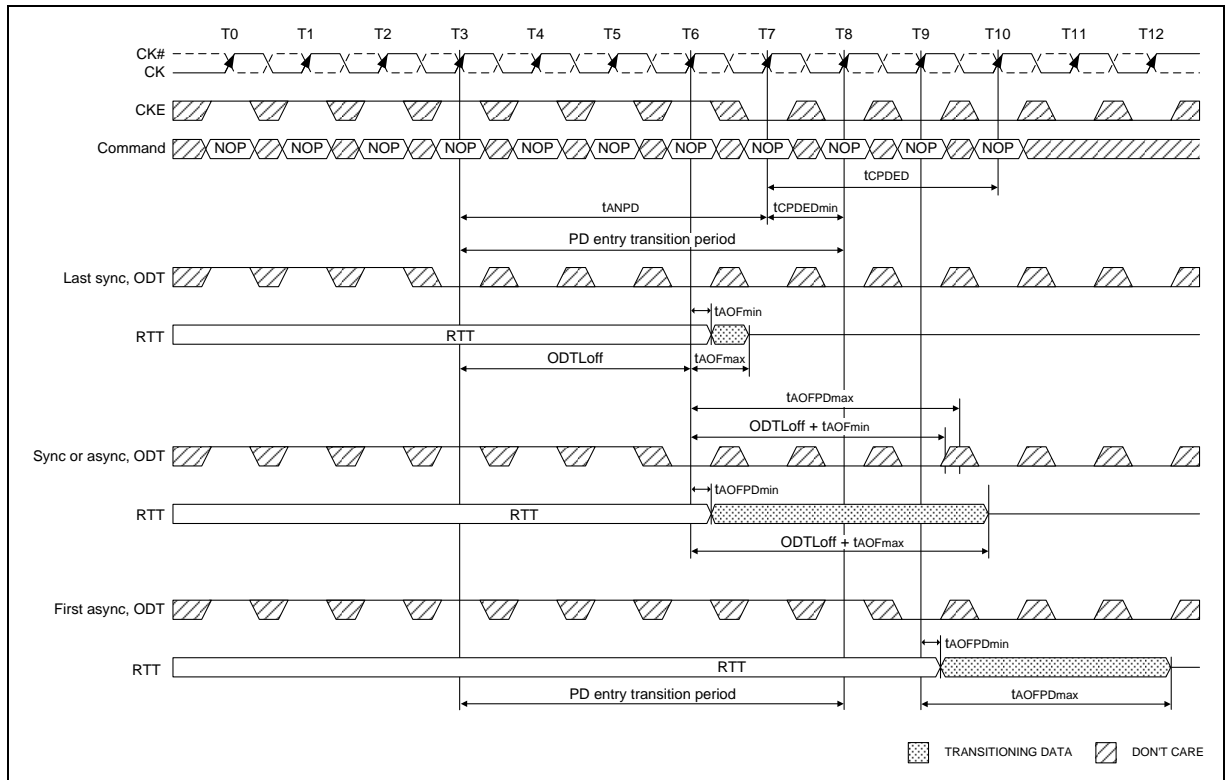 T0 T1 T2 T3 T4 T5 T6 T7 T8 T9 T10 T11 T12
CK#
CK
CKE
Command NOP NOP NOP NOP NOP NOP NOP NOP NOP NOP NOP
tCPDED
tANPD tCPDEDmin
PD entry transition period
Last sync, ODT
tAOFmin
RTT RTT
ODTLoff tAOFmax
tAOFPDmax
ODTLoff + tAOFmin
Sync or async, ODT
tAOFPDmin
RTT RTT
ODTLoff + tAOFmax
First async, ODT
tAOFPDmin
RTT RTT
PD entry transition period tAOFPDmax
TRANSITIONING DATA DON'T CARE